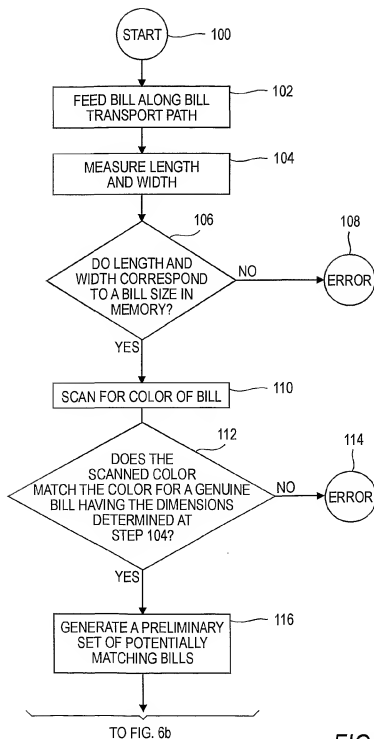 START
100
FEED BILL ALONG BILL
TRANSPORT PATH
102
MEASURE LENGTH
AND WIDTH
104
106
DO LENGTH AND
WIDTH CORRESPOND
TO A BILL SIZE IN
MEMORY?
NO
108
ERROR
YES
SCAN FOR COLOR OF BILL
110
112
DOES THE
SCANNED COLOR
MATCH THE COLOR FOR A GENUINE
BILL HAVING THE DIMENSIONS
DETERMINED AT
STEP 104?
NO
114
ERROR
YES
GENERATE A PRELIMINARY
SET OF POTENTIALLY
MATCHING BILLS
116
TO FIG. 6b